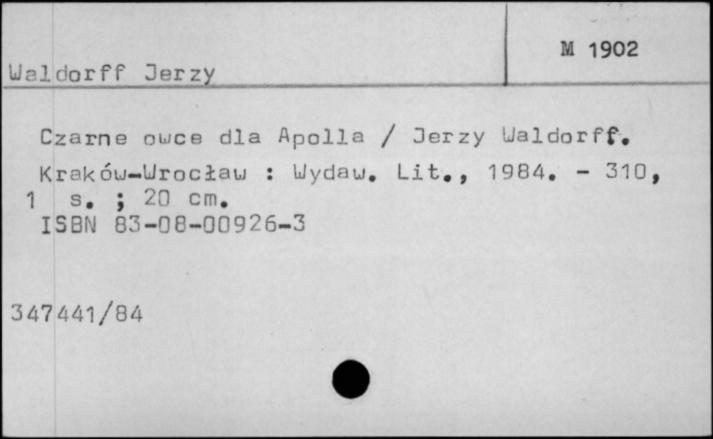 M 1902
Waldorff Jerzy
Czarne owce dla Apolla / Jerzy Waldorff.
Kraków-Wrocław : Wydaw. Lit., 1984. - 310,
1 s. ; 20 cm.
ISBN 83-08-00926-3
347441/84